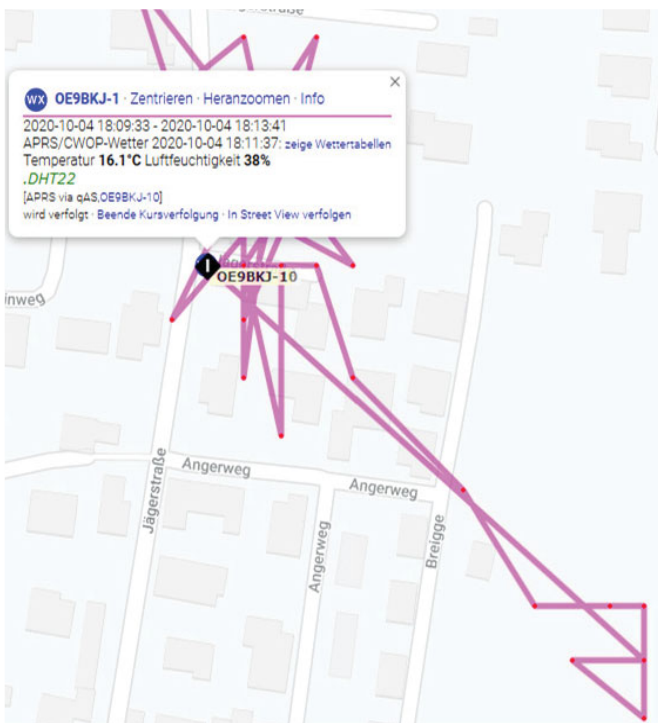 WX OE9BKJ-1 · Zentrieren · Heranzoomen · Info
2020-10-04 18:09:33 - 2020-10-04 18:13:41
APRS/CWOP-Wetter 2020-10-04 18:11:37: zeige Wettertabellen
Temperatur 16.1°C Luftfeuchtigkeit 38%
.DHT22
[APRS via qAS,OE9BKJ-10]
wird verfolgt · Beende Kursverfolgung · In Street View verfolgen
I
OE9BKJ-10
nweg
Angerweg
Angerweg
Jägerstraße
Angerweg
Breigge